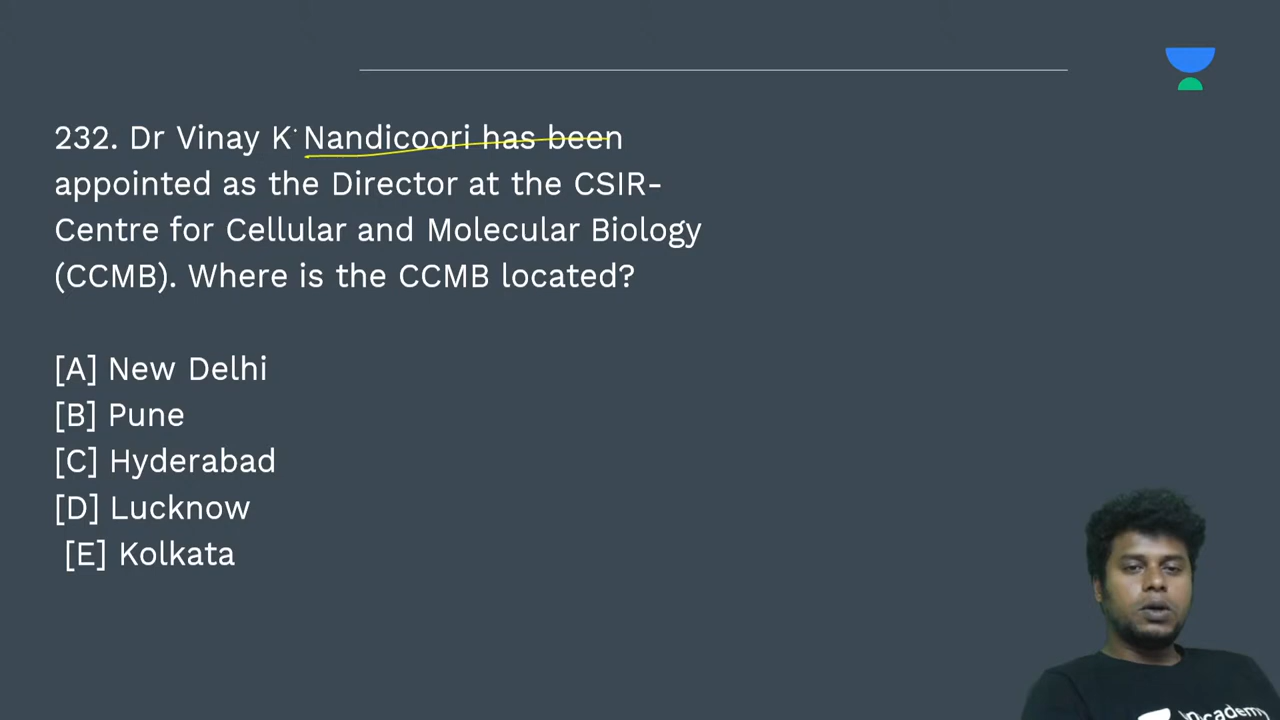 232. Dr Vinay K Nandicoori has been
appointed as the Director at the CSIR-
Centre for Cellular and Molecular Biology
(CCMB). Where is the CCMB located?
[A] New Delhi
[B] Pune
[C] Hyderabad
[D] Lucknow
[E] Kolkata